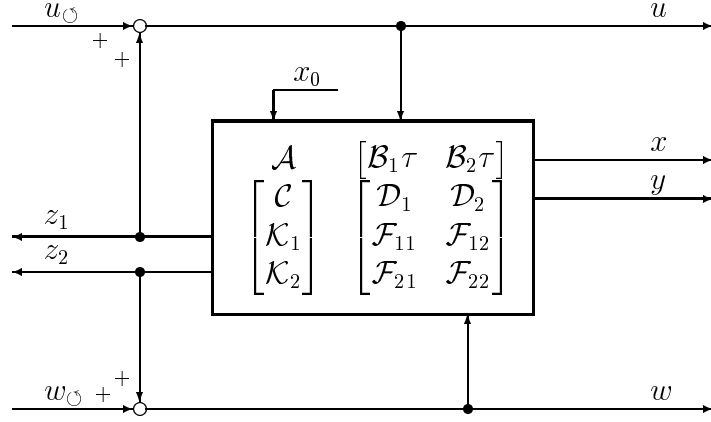 u↺ u
+
+
x₀
𝒜 [ℬ₁τ ℬ₂τ]
x
[𝒞] [𝒟₁ 𝒟₂]
y
z₁
[𝒦₁] [ℱ₁₁ ℱ₁₂]
z₂
[𝒦₂] [ℱ₂₁ ℱ₂₂]
+
w↺ + w